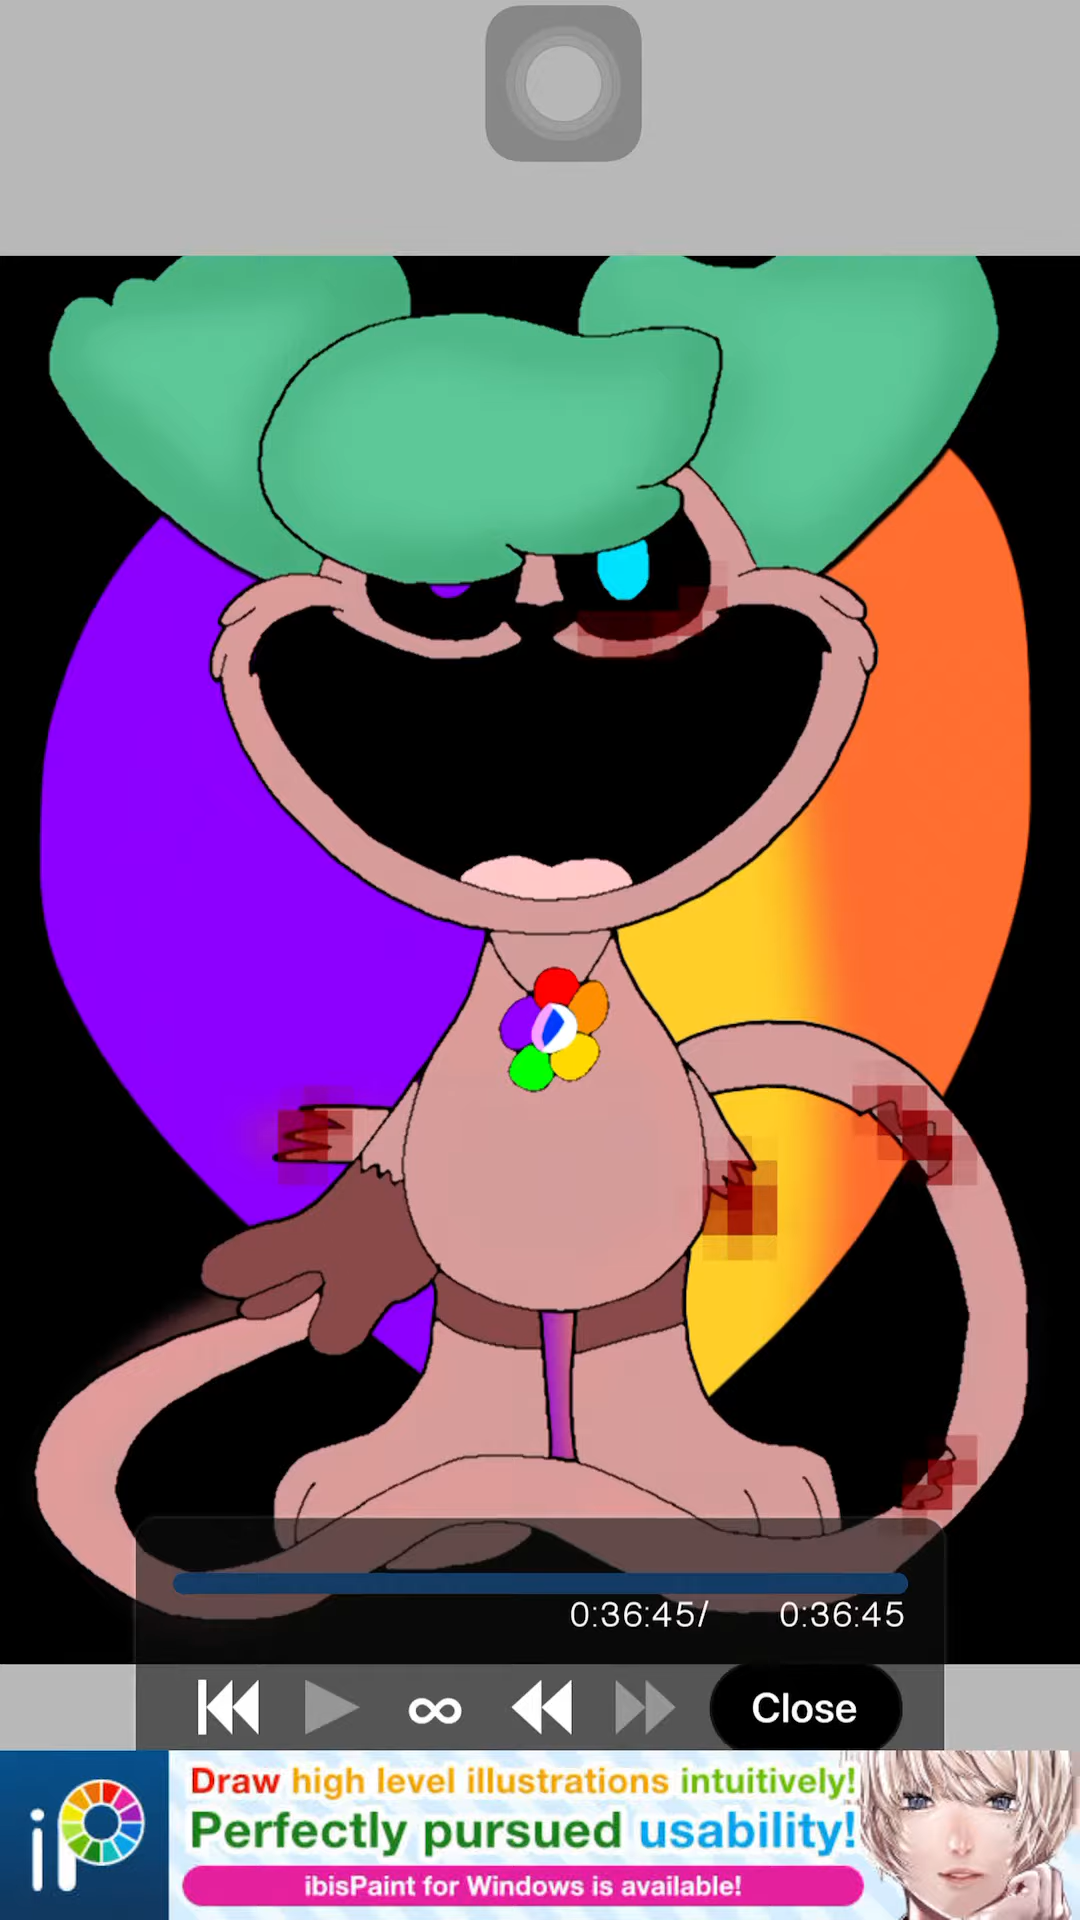 0:36:45/ 0:36:45
Close
iP
Draw high level illustrations intuitively!
Perfectly pursued usability!
ibisPaint for Windows is available!